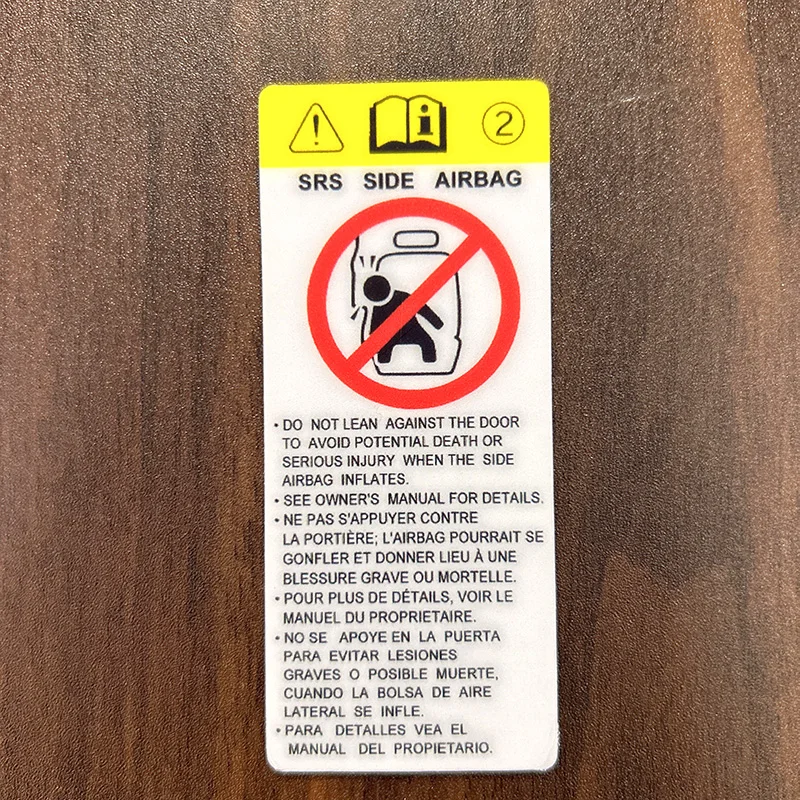 2
SRS SIDE AIRBAG
• DO NOT LEAN AGAINST THE DOOR
TO AVOID POTENTIAL DEATH OR
SERIOUS INJURY WHEN THE SIDE
AIRBAG INFLATES.
• SEE OWNER'S MANUAL FOR DETAILS.
• NE PAS S'APPUYER CONTRE
LA PORTIÈRE; L'AIRBAG POURRAIT SE
GONFLER ET DONNER LIEU À UNE
BLESSURE GRAVE OU MORTELLE.
• POUR PLUS DE DÉTAILS, VOIR LE
MANUEL DU PROPRIETAIRE.
• NO SE APOYE EN LA PUERTA
PARA EVITAR LESIONES
GRAVES O POSIBLE MUERTE,
CUANDO LA BOLSA DE AIRE
LATERAL SE INFLE.
• PARA DETALLES VEA EL
MANUAL DEL PROPIETARIO.